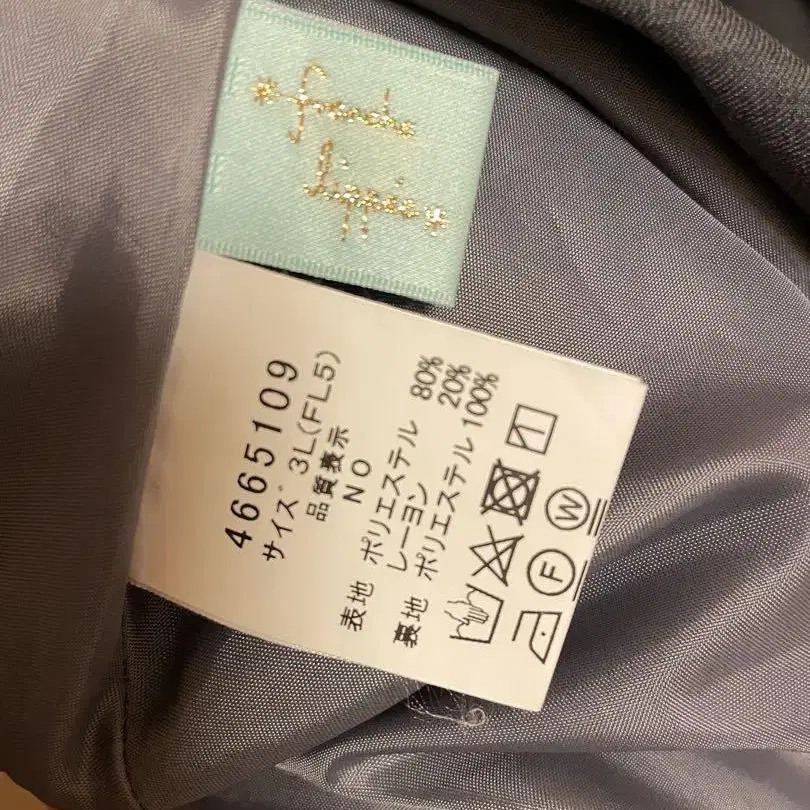 franche
lippée
4665109
サイズ 3L(FL5)
品質表示
NO
表地 ポリエステル 80%
レーヨン 20%
裏地 ポリエステル 100%
F W